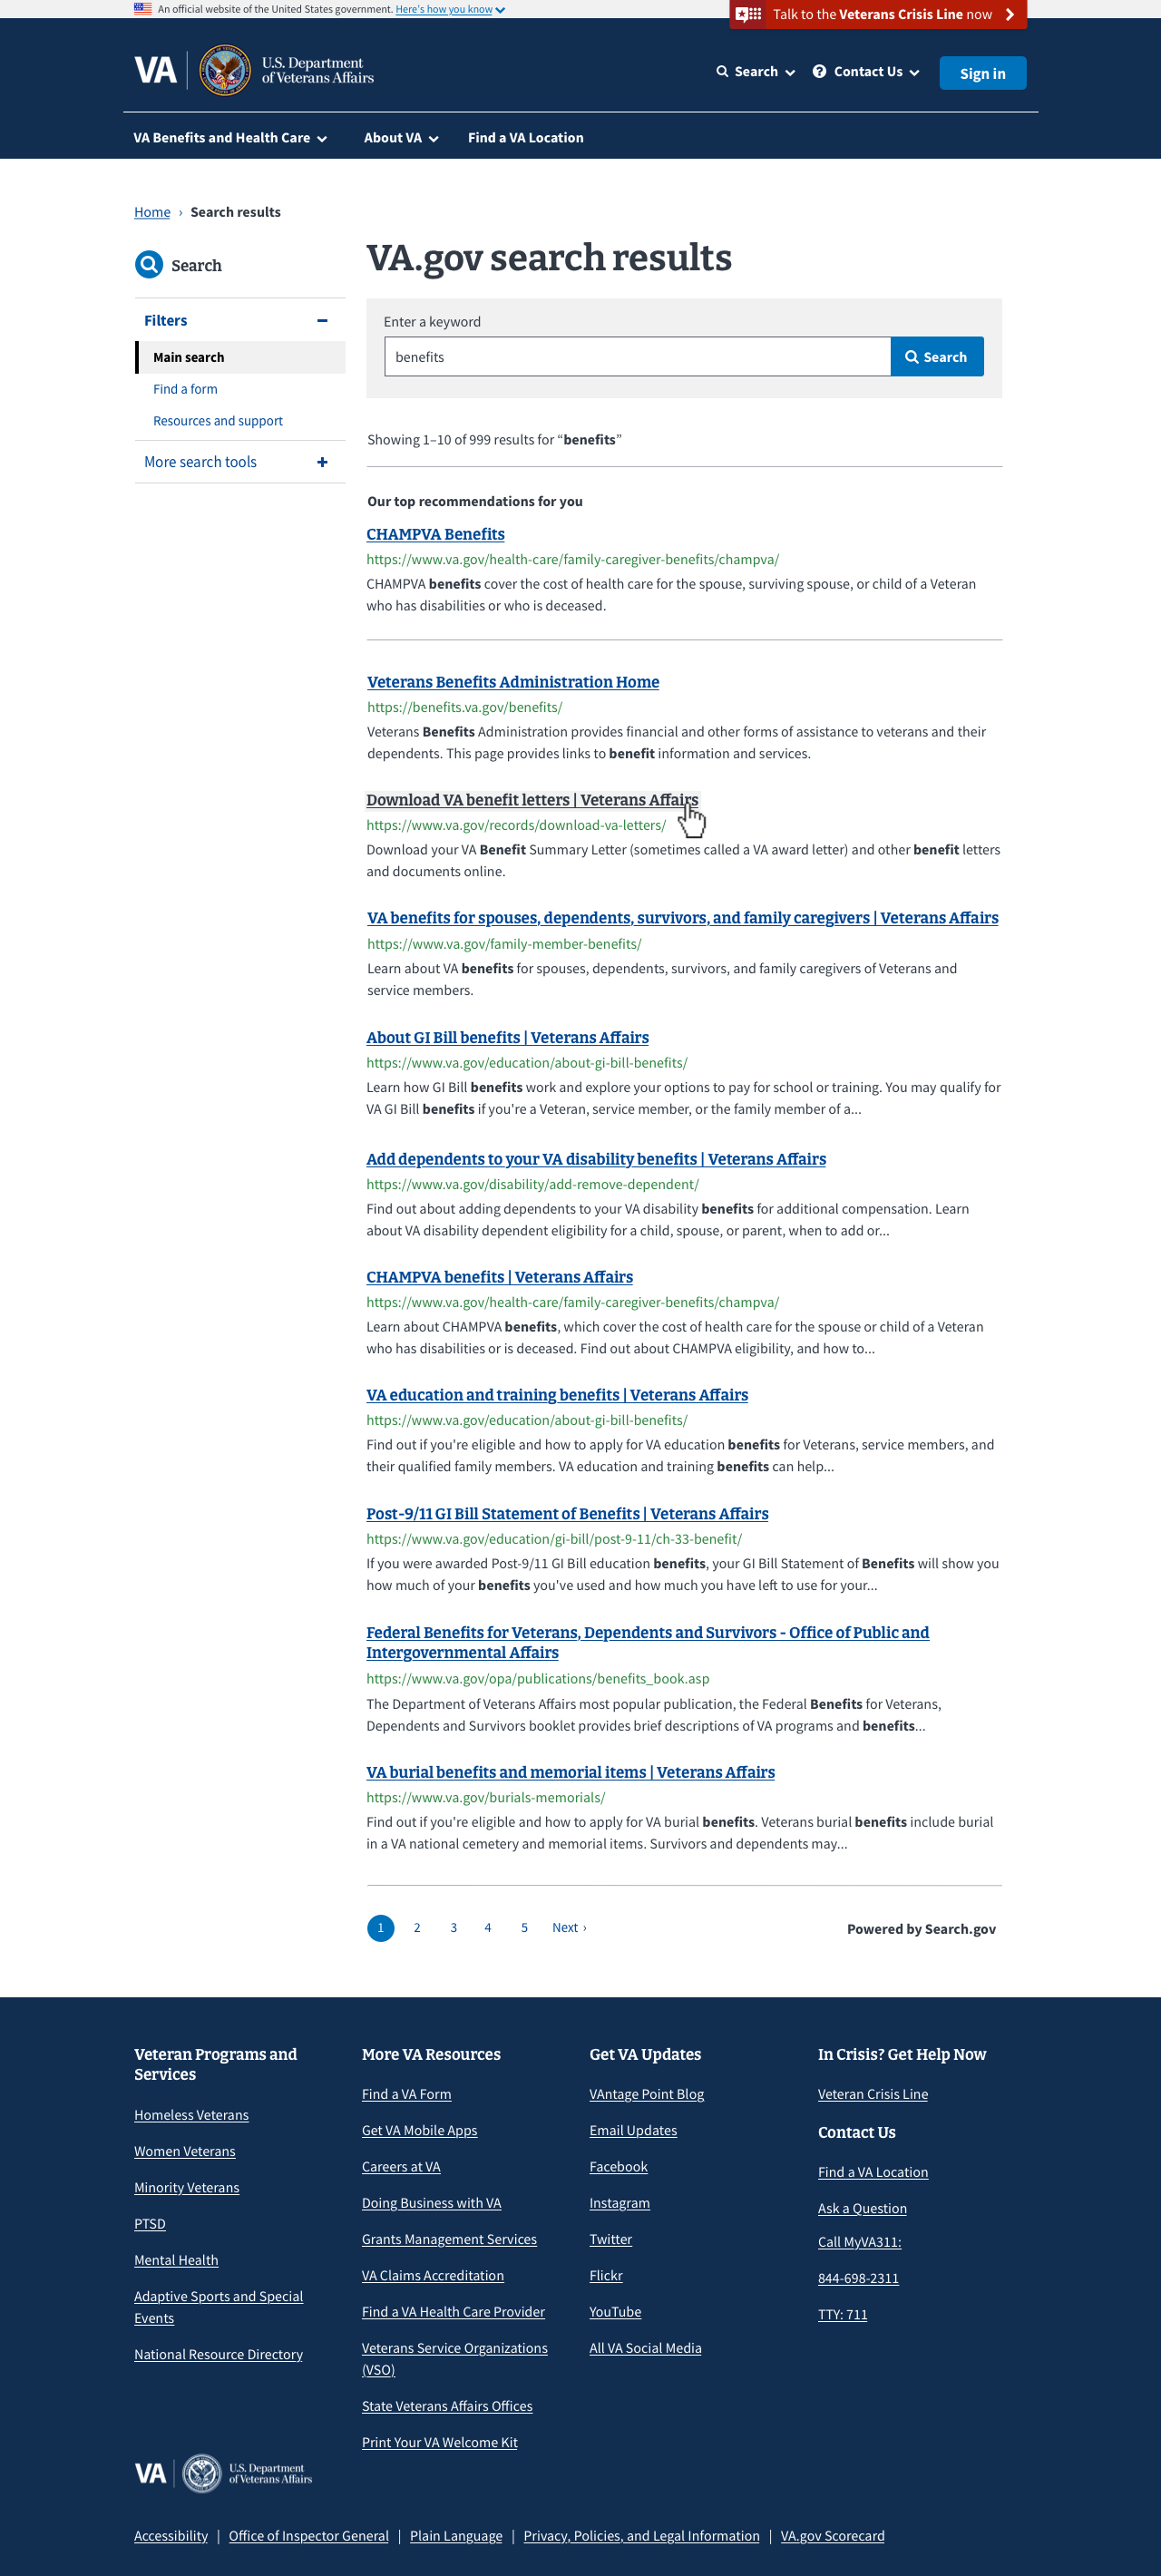 An official website of the United States government. Here's how you know
Talk to the Veterans Crisis Line now
VA
U.S. Department
of Veterans Affairs
Search
Contact Us
Sign in
VA Benefits and Health Care
About VA
Find a VA Location
Home › Search results
Search
Filters
Main search
Find a form
Resources and support
More search tools
VA.gov search results
Enter a keyword
benefits
Search
Showing 1–10 of 999 results for “benefits”
Our top recommendations for you
CHAMPVA Benefits
https://www.va.gov/health-care/family-caregiver-benefits/champva/
CHAMPVA benefits cover the cost of health care for the spouse, surviving spouse, or child of a Veteran
who has disabilities or who is deceased.
Veterans Benefits Administration Home
https://benefits.va.gov/benefits/
Veterans Benefits Administration provides financial and other forms of assistance to veterans and their
dependents. This page provides links to benefit information and services.
Download VA benefit letters | Veterans Affairs
https://www.va.gov/records/download-va-letters/
Download your VA Benefit Summary Letter (sometimes called a VA award letter) and other benefit letters
and documents online.
VA benefits for spouses, dependents, survivors, and family caregivers | Veterans Affairs
https://www.va.gov/family-member-benefits/
Learn about VA benefits for spouses, dependents, survivors, and family caregivers of Veterans and
service members.
About GI Bill benefits | Veterans Affairs
https://www.va.gov/education/about-gi-bill-benefits/
Learn how GI Bill benefits work and explore your options to pay for school or training. You may qualify for
VA GI Bill benefits if you're a Veteran, service member, or the family member of a...
Add dependents to your VA disability benefits | Veterans Affairs
https://www.va.gov/disability/add-remove-dependent/
Find out about adding dependents to your VA disability benefits for additional compensation. Learn
about VA disability dependent eligibility for a child, spouse, or parent, when to add or...
CHAMPVA benefits | Veterans Affairs
https://www.va.gov/health-care/family-caregiver-benefits/champva/
Learn about CHAMPVA benefits, which cover the cost of health care for the spouse or child of a Veteran
who has disabilities or is deceased. Find out about CHAMPVA eligibility, and how to...
VA education and training benefits | Veterans Affairs
https://www.va.gov/education/about-gi-bill-benefits/
Find out if you're eligible and how to apply for VA education benefits for Veterans, service members, and
their qualified family members. VA education and training benefits can help...
Post-9/11 GI Bill Statement of Benefits | Veterans Affairs
https://www.va.gov/education/gi-bill/post-9-11/ch-33-benefit/
If you were awarded Post-9/11 GI Bill education benefits, your GI Bill Statement of Benefits will show you
how much of your benefits you've used and how much you have left to use for your...
Federal Benefits for Veterans, Dependents and Survivors - Office of Public and
Intergovernmental Affairs
https://www.va.gov/opa/publications/benefits_book.asp
The Department of Veterans Affairs most popular publication, the Federal Benefits for Veterans,
Dependents and Survivors booklet provides brief descriptions of VA programs and benefits...
VA burial benefits and memorial items | Veterans Affairs
https://www.va.gov/burials-memorials/
Find out if you're eligible and how to apply for VA burial benefits. Veterans burial benefits include burial
in a VA national cemetery and memorial items. Survivors and dependents may...
1 2 3 4 5 Next ›
Powered by Search.gov
Veteran Programs and
Services
Homeless Veterans
Women Veterans
Minority Veterans
PTSD
Mental Health
Adaptive Sports and Special
Events
National Resource Directory
More VA Resources
Find a VA Form
Get VA Mobile Apps
Careers at VA
Doing Business with VA
Grants Management Services
VA Claims Accreditation
Find a VA Health Care Provider
Veterans Service Organizations
(VSO)
State Veterans Affairs Offices
Print Your VA Welcome Kit
Get VA Updates
VAntage Point Blog
Email Updates
Facebook
Instagram
Twitter
Flickr
YouTube
All VA Social Media
In Crisis? Get Help Now
Veteran Crisis Line
Contact Us
Find a VA Location
Ask a Question
Call MyVA311:
844-698-2311
TTY: 711
VA
U.S. Department
of Veterans Affairs
Accessibility | Office of Inspector General | Plain Language | Privacy, Policies, and Legal Information | VA.gov Scorecard